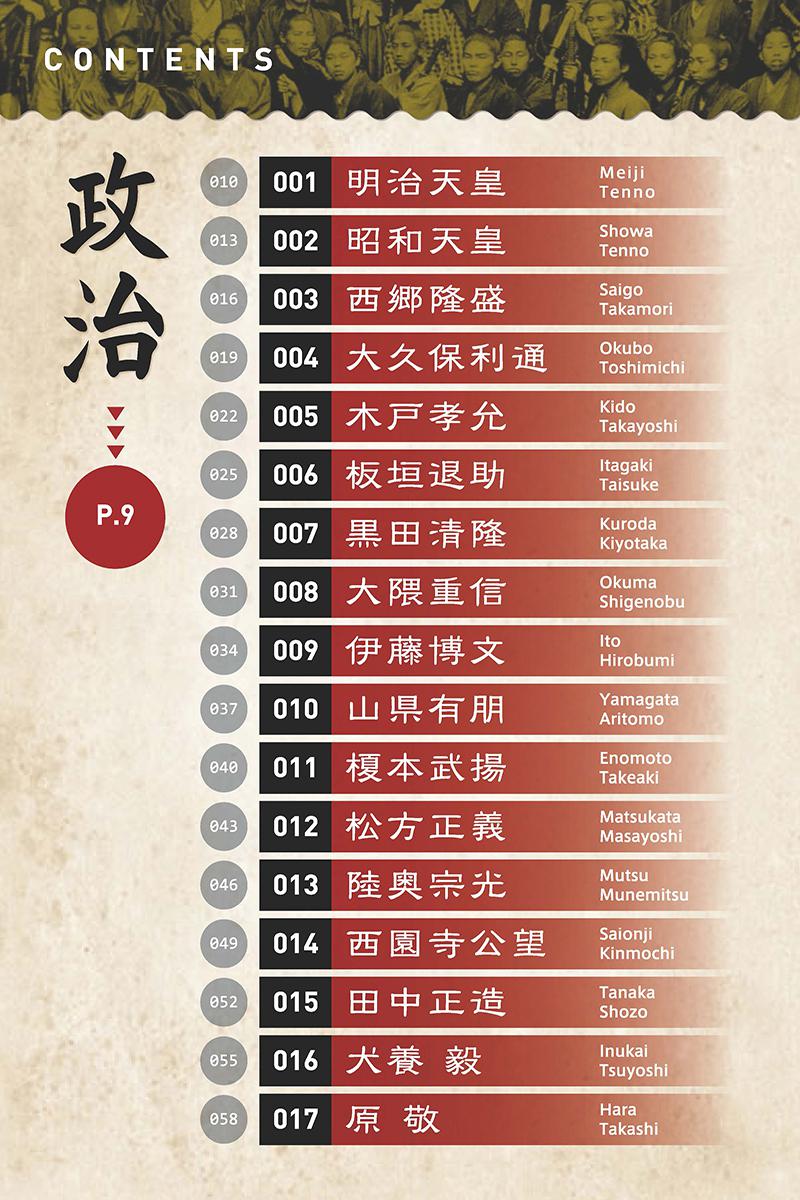 CONTENTS
政治
P.9
010 001 明治天皇 Meiji
Tenno
013 002 昭和天皇 Showa
Tenno
016 003 西郷隆盛 Saigo
Takamori
019 004 大久保利通 Okubo
Toshimichi
022 005 木戸孝允 Kido
Takayoshi
025 006 板垣退助 Itagaki
Taisuke
028 007 黒田清隆 Kuroda
Kiyotaka
031 008 大隈重信 Okuma
Shigenobu
034 009 伊藤博文 Ito
Hirobumi
037 010 山県有朋 Yamagata
Aritomo
040 011 榎本武揚 Enomoto
Takeaki
043 012 松方正義 Matsukata
Masayoshi
046 013 陸奥宗光 Mutsu
Munemitsu
049 014 西園寺公望 Saionji
Kinmochi
052 015 田中正造 Tanaka
Shozo
055 016 犬養 毅 Inukai
Tsuyoshi
058 017 原 敬 Hara
Takashi